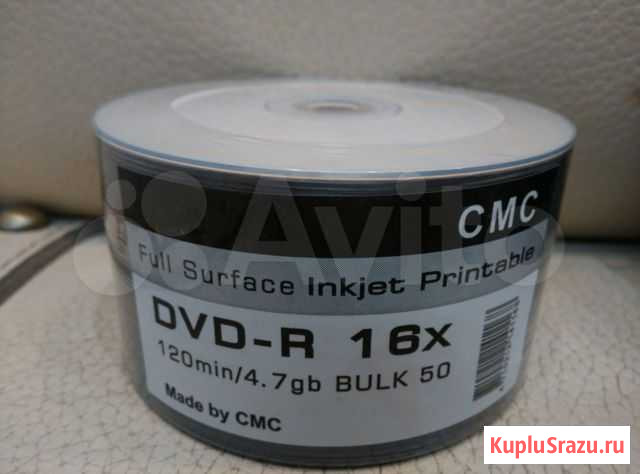 CMC
Full Surface Inkjet Printable
DVD-R 16x
120min/4.7gb BULK 50
Made by CMC
Avito
KupluSrazu.ru